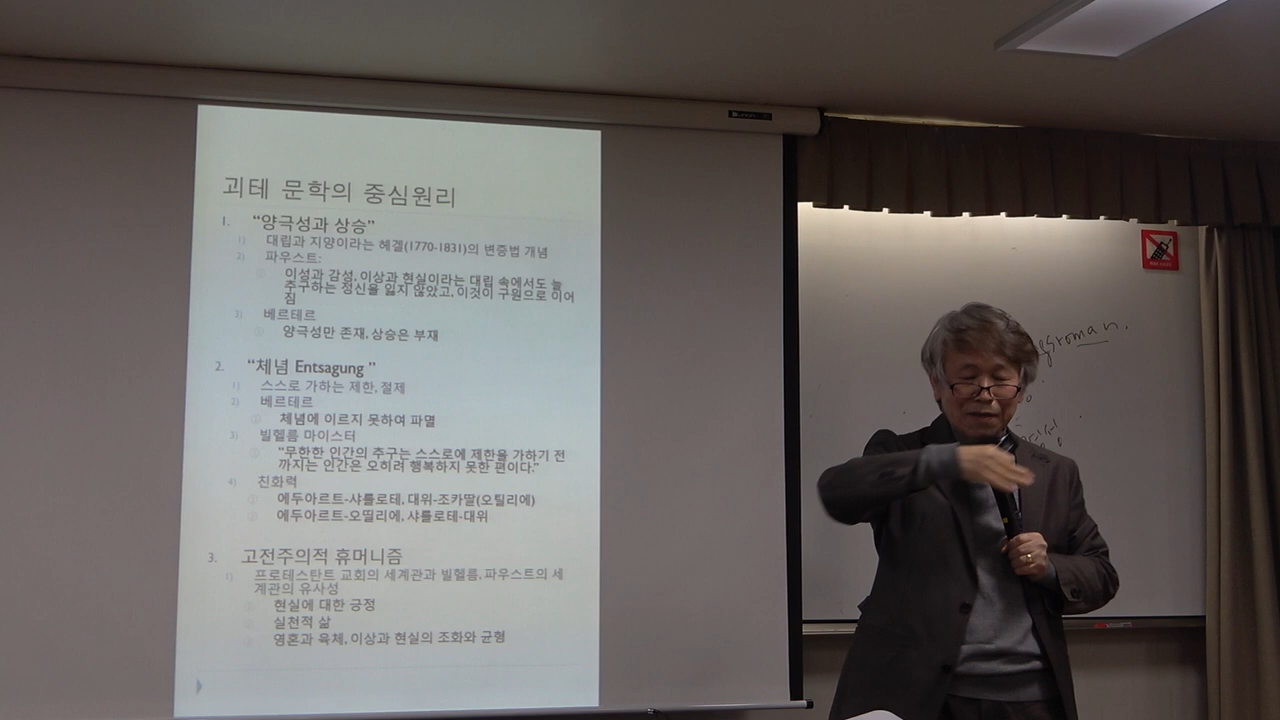 괴테 문학의 중심원리
1. “양극성과 상승”
1) 대립과 지양이라는 헤겔(1770-1831)의 변증법 개념
2) 파우스트:
① 이성과 감성, 이상과 현실이라는 대립 속에서도 늘
추구하는 정신을 잃지 않았고, 이것이 구원으로 이어
짐
3) 베르테르
① 양극성만 존재, 상승은 부재
2. “체념 Entsagung ”
1) 스스로 가하는 제한, 절제
2) 베르테르
① 체념에 이르지 못하여 파멸
3) 빌헬름 마이스터
① “무한한 인간의 추구는 스스로에 제한을 가하기 전
까지는 인간은 오히려 행복하지 못한 편이다.”
4) 친화력
① 에두아르트-샤를로테, 대위-조카딸(오틸리에)
② 에두아르트-오띨리에, 샤를로테-대위
3. 고전주의적 휴머니즘
1) 프로테스탄트 교회의 세계관과 빌헬름, 파우스트의 세
계관의 유사성
① 현실에 대한 긍정
② 실천적 삶
③ 영혼과 육체, 이상과 현실의 조화와 균형
gsroman.